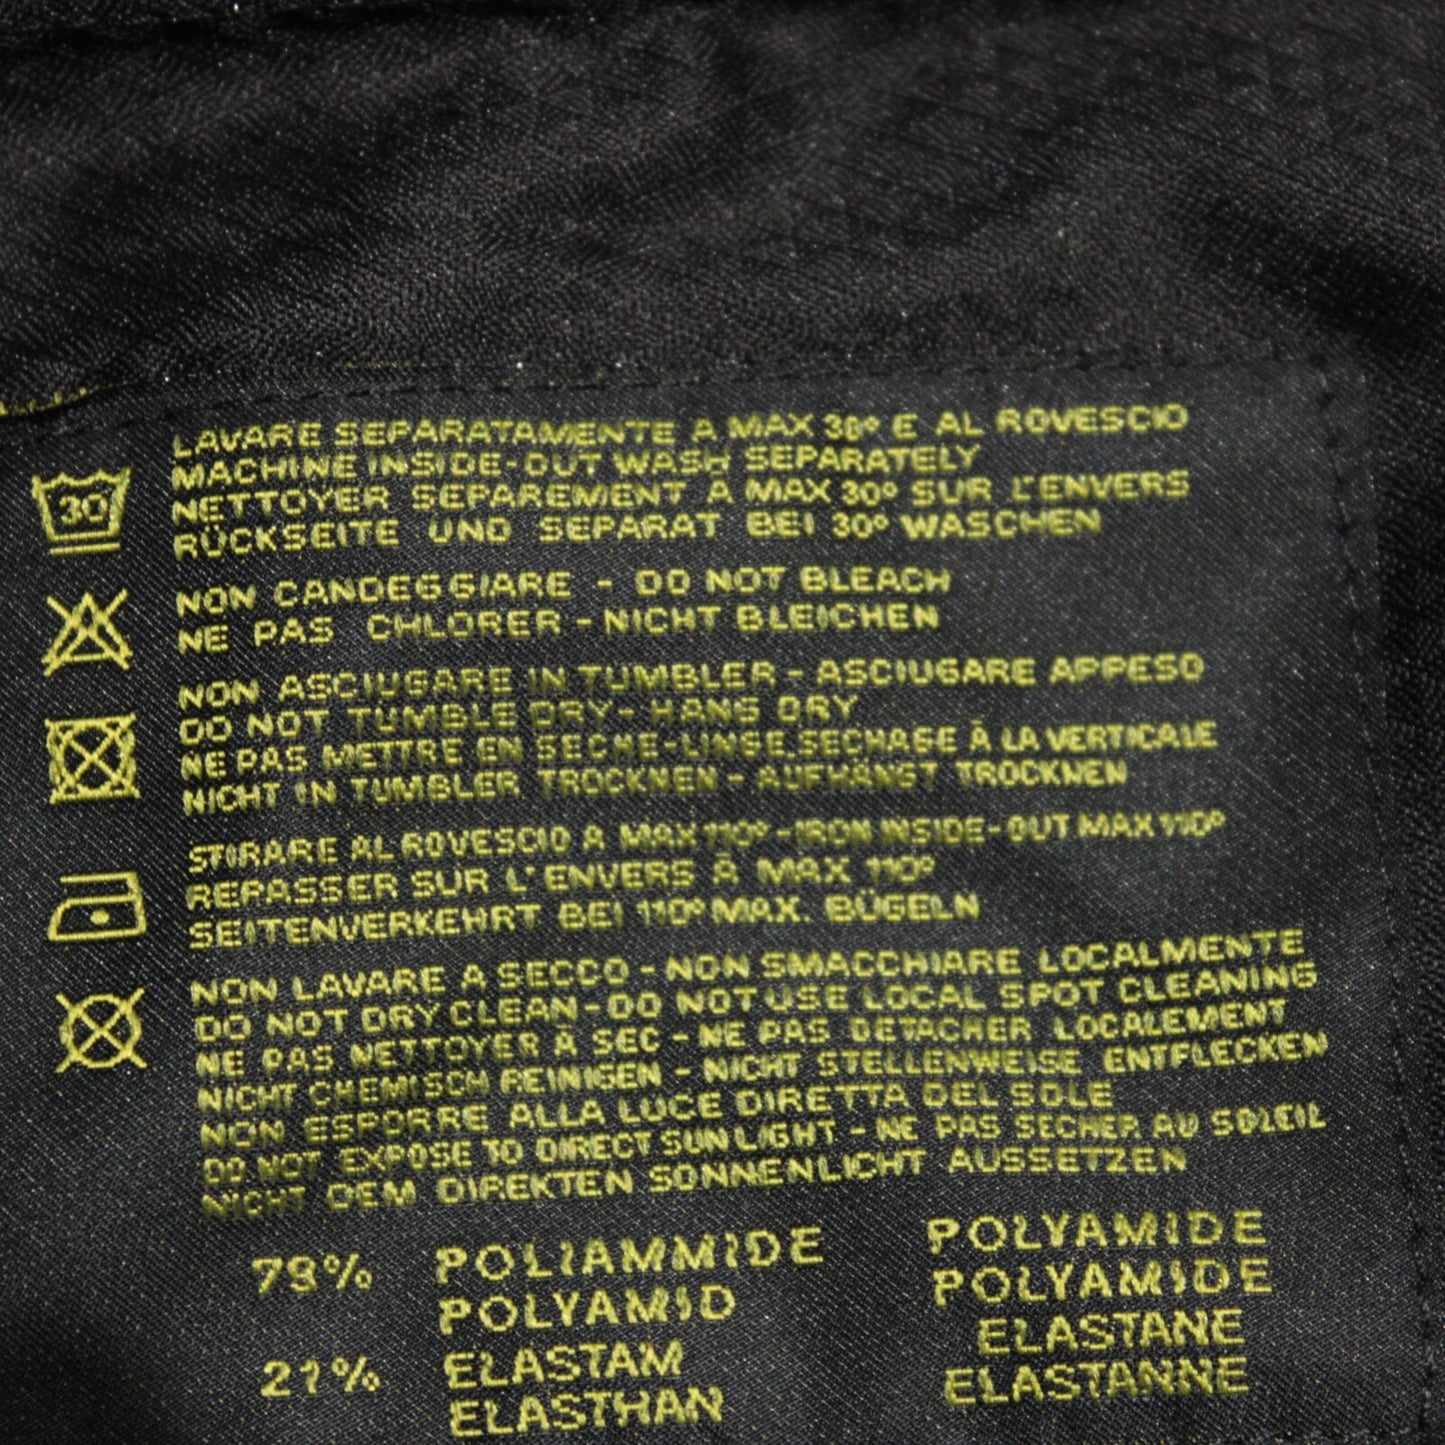 LAVARE SEPARATAMENTE A MAX 30° E AL ROVESCIO
MACHINE INSIDE-OUT WASH SEPARATELY
30
NETTOYER SEPAREMENT A MAX 30° SUR L'ENVERS
RÜCKSEITE UND SEPARAT BEI 30° WASCHEN
NON CANDEGGIARE - DO NOT BLEACH
NE PAS CHLORER - NICHT BLEICHEN
NON ASCIUGARE IN TUMBLER - ASCIUGARE APPESO
DO NOT TUMBLE DRY - HANG DRY
NE PAS METTRE EN SECHE-LINGE, SECHAGE À LA VERTICALE
NICHT IN TUMBLER TROCKNEN - AUFHÄNGT TROCKNEN
STIRARE AL ROVESCIO A MAX 110° - IRON INSIDE-OUT MAX 110°
REPASSER SUR L'ENVERS À MAX 110°
SEITENVERKEHRT BEI 110° MAX. BÜGELN
NON LAVARE A SECCO - NON SMACCHIARE LOCALMENTE
DO NOT DRY CLEAN - DO NOT USE LOCAL SPOT CLEANING
NE PAS NETTOYER À SEC - NE PAS DETACHER LOCALEMENT
NICHT CHEMISCH REINIGEN - NICHT STELLENWEISE ENTFLECKEN
NON ESPORRE ALLA LUCE DIRETTA DEL SOLE
DO NOT EXPOSE TO DIRECT SUNLIGHT - NE PAS SECHER AU SOLEIL
NICHT DEM DIREKTEN SONNENLICHT AUSSETZEN
79% POLIAMMIDE POLYAMIDE
POLYAMID POLYAMIDE
21% ELASTAM ELASTANE
ELASTHAN ELASTANNE